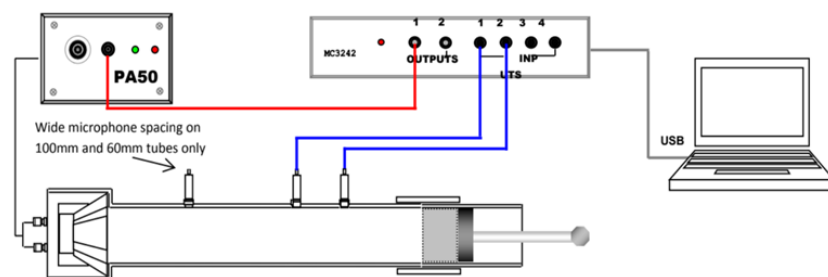 PA50
1 2 1 2 3 4
MC3242
OUTPUTS INP
UTS
Wide microphone spacing on
100mm and 60mm tubes only
USB